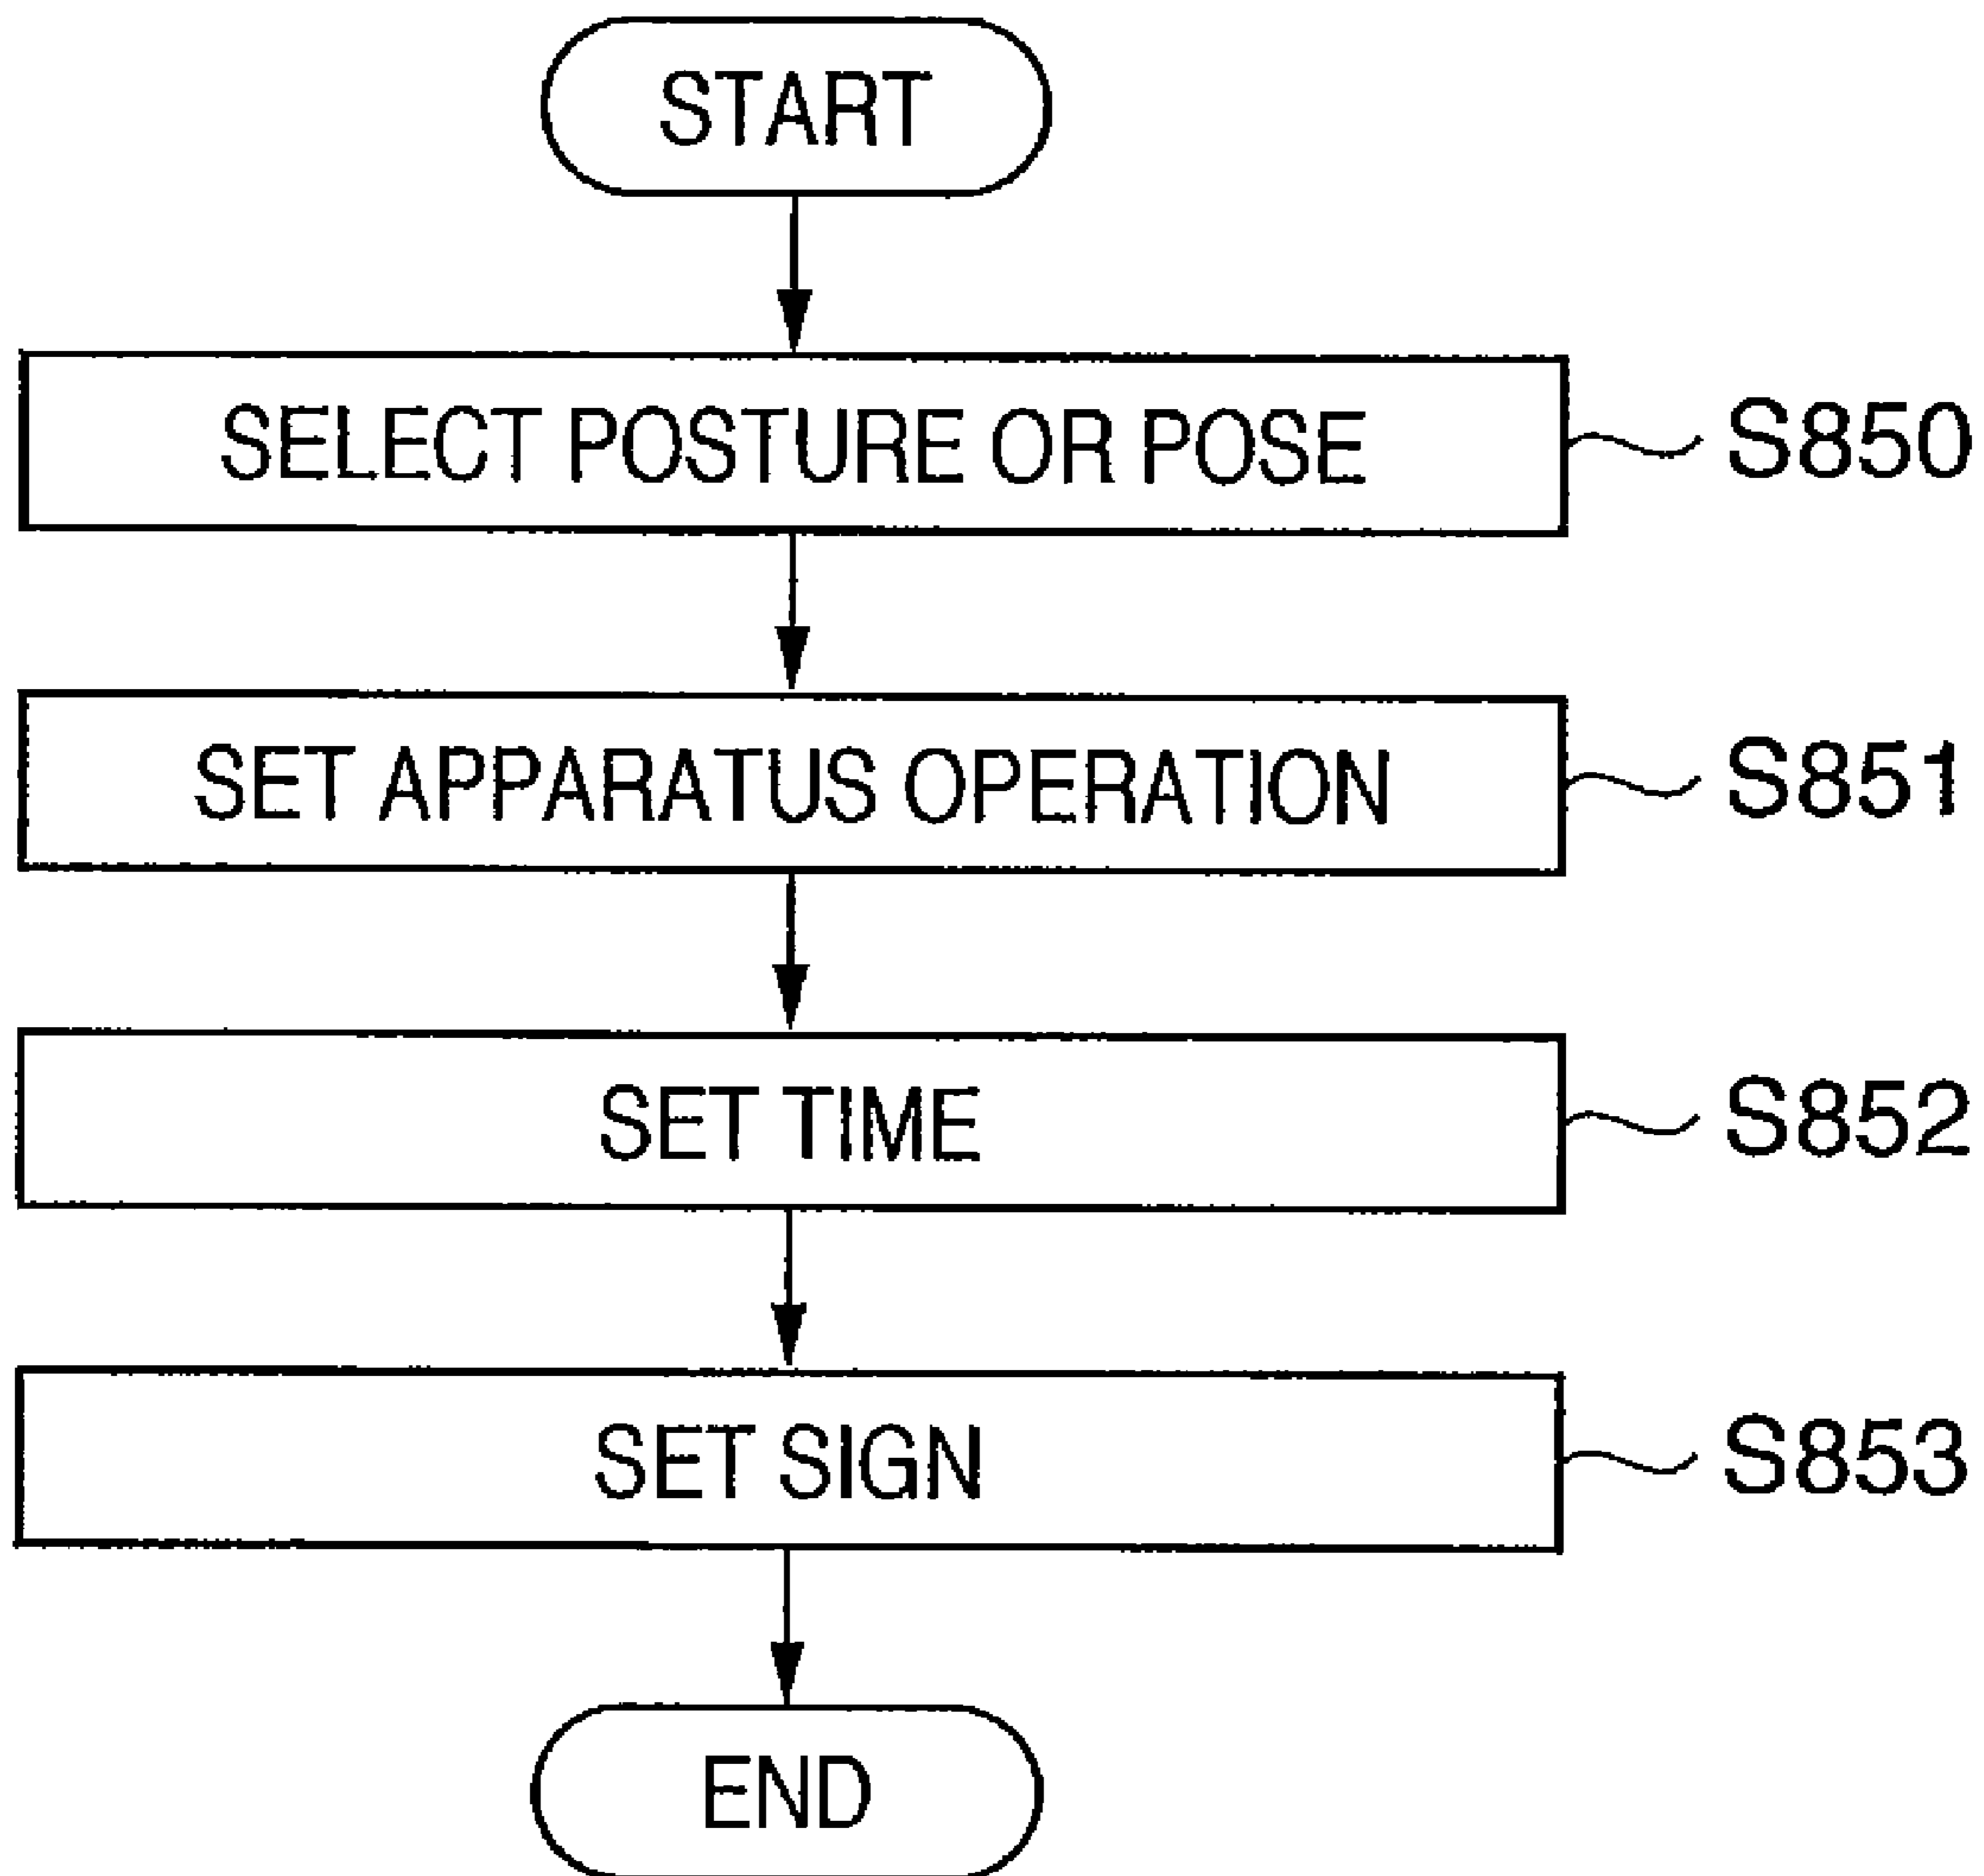 START
SELECT POSTURE OR POSE S850
SET APPARATUS OPERATION S851
SET TIME S852
SET SIGN S853
END